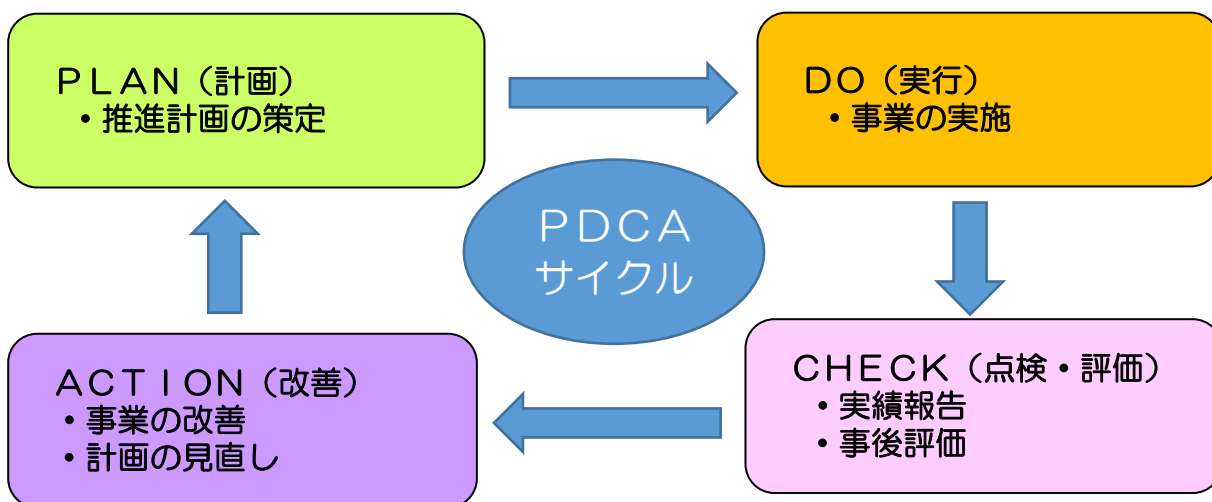 ＰＬＡＮ（計画）
・推進計画の策定
ＤＯ（実行）
・事業の実施
ＰＤＣＡ
サイクル
ＡＣＴＩＯＮ（改善）
・事業の改善
・計画の見直し
ＣＨＥＣＫ（点検・評価）
・実績報告
・事後評価